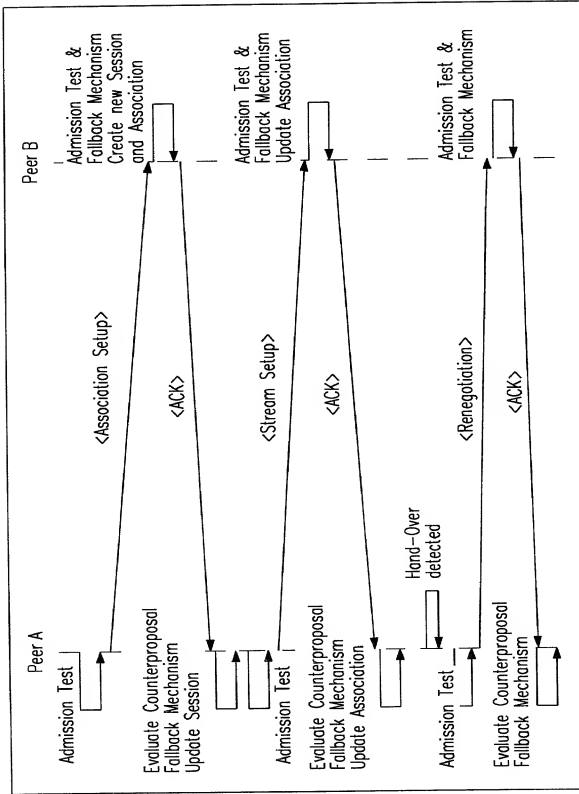 Peer A
Peer B
Admission Test
<Association Setup>
Admission Test &
Fallback Mechanism
Create new Session
and Association
<ACK>
Evaluate Counterproposal
Fallback Mechanism
Update Session
Admission Test
<Stream Setup>
Admission Test &
Fallback Mechanism
Update Association
<ACK>
Evaluate Counterproposal
Fallback Mechanism
Update Association
Hand-Over
detected
Admission Test
<Renegotiation>
Admission Test &
Fallback Mechanism
<ACK>
Evaluate Counterproposal
Fallback Mechanism